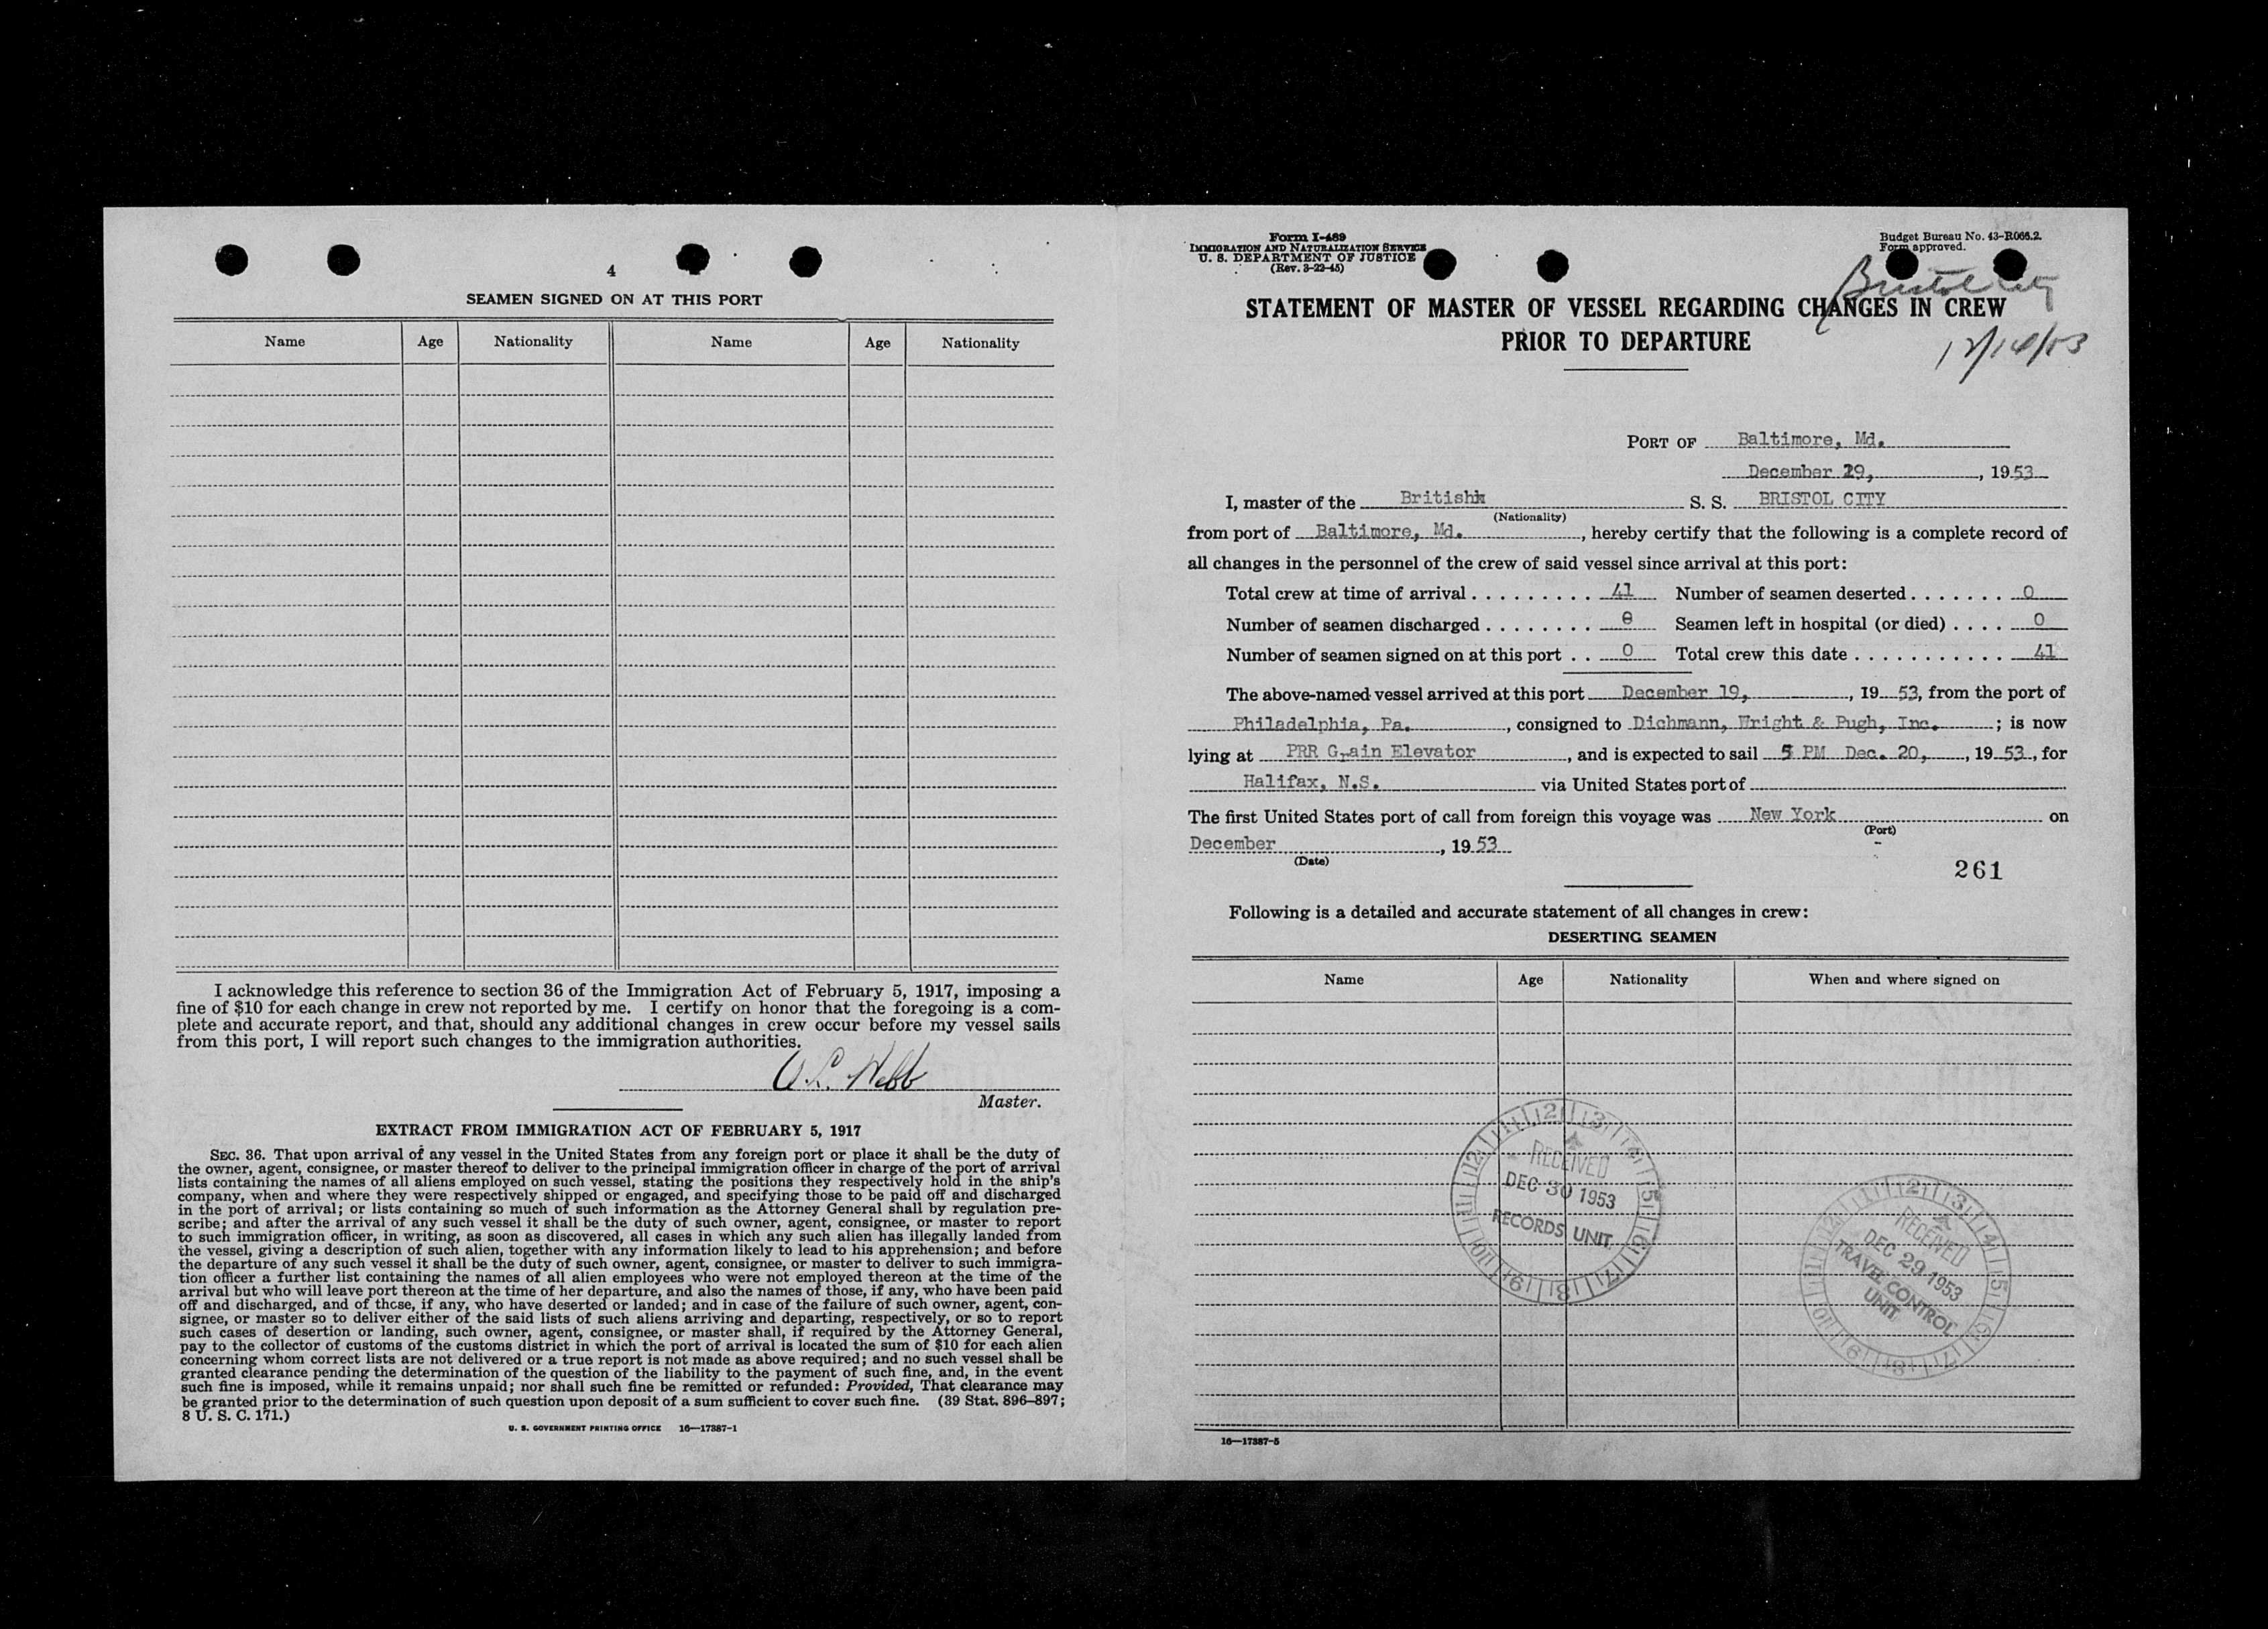 4
SEAMEN SIGNED ON AT THIS PORT
Name Age Nationality Name Age Nationality
I acknowledge this reference to section 36 of the Immigration Act of February 5, 1917, imposing a
fine of $10 for each change in crew not reported by me. I certify on honor that the foregoing is a com-
plete and accurate report, and that, should any additional changes in crew occur before my vessel sails
from this port, I will report such changes to the immigration authorities.
Webb
Master.
EXTRACT FROM IMMIGRATION ACT OF FEBRUARY 5, 1917
SEC. 36. That upon arrival of any vessel in the United States from any foreign port or place it shall be the duty of
the owner, agent, consignee, or master thereof to deliver to the principal immigration officer in charge of the port of arrival
lists containing the names of all aliens employed on such vessel, stating the positions they respectively hold in the ship's
company, when and where they were respectively shipped or engaged, and specifying those to be paid off and discharged
in the port of arrival; or lists containing so much of such information as the Attorney General shall by regulation pre-
scribe; and after the arrival of any such vessel it shall be the duty of such owner, agent, consignee, or master to report
to such immigration officer, in writing, as soon as discovered, all cases in which any such alien has illegally landed from
the vessel, giving a description of such alien, together with any information likely to lead to his apprehension; and before
the departure of any such vessel it shall be the duty of such owner, agent, consignee, or master to deliver to such immigra-
tion officer a further list containing the names of all alien employees who were not employed thereon at the time of the
arrival but who will leave port thereon at the time of her departure, and also the names of those, if any, who have been paid
off and discharged, and of those, if any, who have deserted or landed; and in case of the failure of such owner, agent, con-
signee, or master so to deliver either of the said lists of such aliens arriving and departing, respectively, or so to report
such cases of desertion or landing, such owner, agent, consignee, or master shall, if required by the Attorney General,
pay to the collector of customs of the customs district in which the port of arrival is located the sum of $10 for each alien
concerning whom correct lists are not delivered or a true report is not made as above required; and no such vessel shall be
granted clearance pending the determination of the question of the liability to the payment of such fine, and, in the event
such fine is imposed, while it remains unpaid; nor shall such fine be remitted or refunded: Provided, That clearance may
be granted prior to the determination of such question upon deposit of a sum sufficient to cover such fine. (39 Stat. 896-897;
8 U. S. C. 171.)
U. S. GOVERNMENT PRINTING OFFICE 16—17387-1
Form I-489
IMMIGRATION AND NATURALIZATION SERVICE
U. S. DEPARTMENT OF JUSTICE
(Rev. 3-22-45)
Budget Bureau No. 43-R066.2.
Form approved.
Bristol City
STATEMENT OF MASTER OF VESSEL REGARDING CHANGES IN CREW
PRIOR TO DEPARTURE
PORT OF Baltimore, Md.
December 29, , 1953
I, master of the British S. S. BRISTOL CITY
(Nationality)
from port of Baltimore, Md. , hereby certify that the following is a complete record of
all changes in the personnel of the crew of said vessel since arrival at this port:
Total crew at time of arrival . . . . . . . . . 41 Number of seamen deserted . . . . . . . 0
Number of seamen discharged . . . . . . . . 0 Seamen left in hospital (or died) . . . . 0
Number of seamen signed on at this port . . 0 Total crew this date . . . . . . . . . . . 41
The above-named vessel arrived at this port December 19, , 19 53, from the port of
Philadelphia, Pa. , consigned to Dichmann, Wright & Pugh, Inc. ; is now
lying at PRR Grain Elevator , and is expected to sail 5 PM Dec. 20, , 19 53 , for
Halifax, N.S. via United States port of
The first United States port of call from foreign this voyage was New York on
(Port)
December , 19 53
(Date)
261
Following is a detailed and accurate statement of all changes in crew:
DESERTING SEAMEN
Name Age Nationality When and where signed on
RECEIVED
DEC 30 1953
RECORDS UNIT
RECEIVED
DEC 29 1953
TRAVEL CONTROL
UNIT
16—17387-5